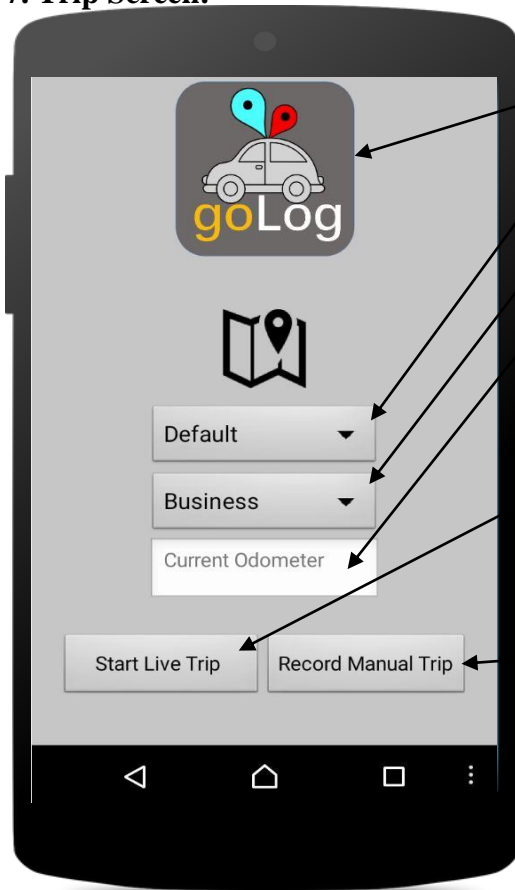 7. Trip Screen:
goLog
Default
Business
Current Odometer
Start Live Trip
Record Manual Trip